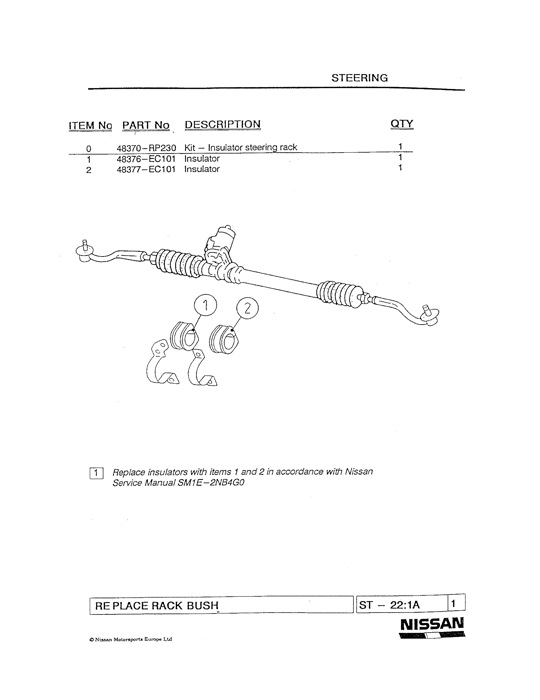 STEERING
ITEM No PART No DESCRIPTION QTY
0 48370-RP230 Kit - Insulator steering rack 1
1 48376-EC101 Insulator 1
2 48377-EC101 Insulator 1
1 2
1 Replace insulators with items 1 and 2 in accordance with Nissan
Service Manual SM1E-2NB4G0
REPLACE RACK BUSH ST - 22:1A 1
NISSAN
© Nissan Motorsports Europe Ltd